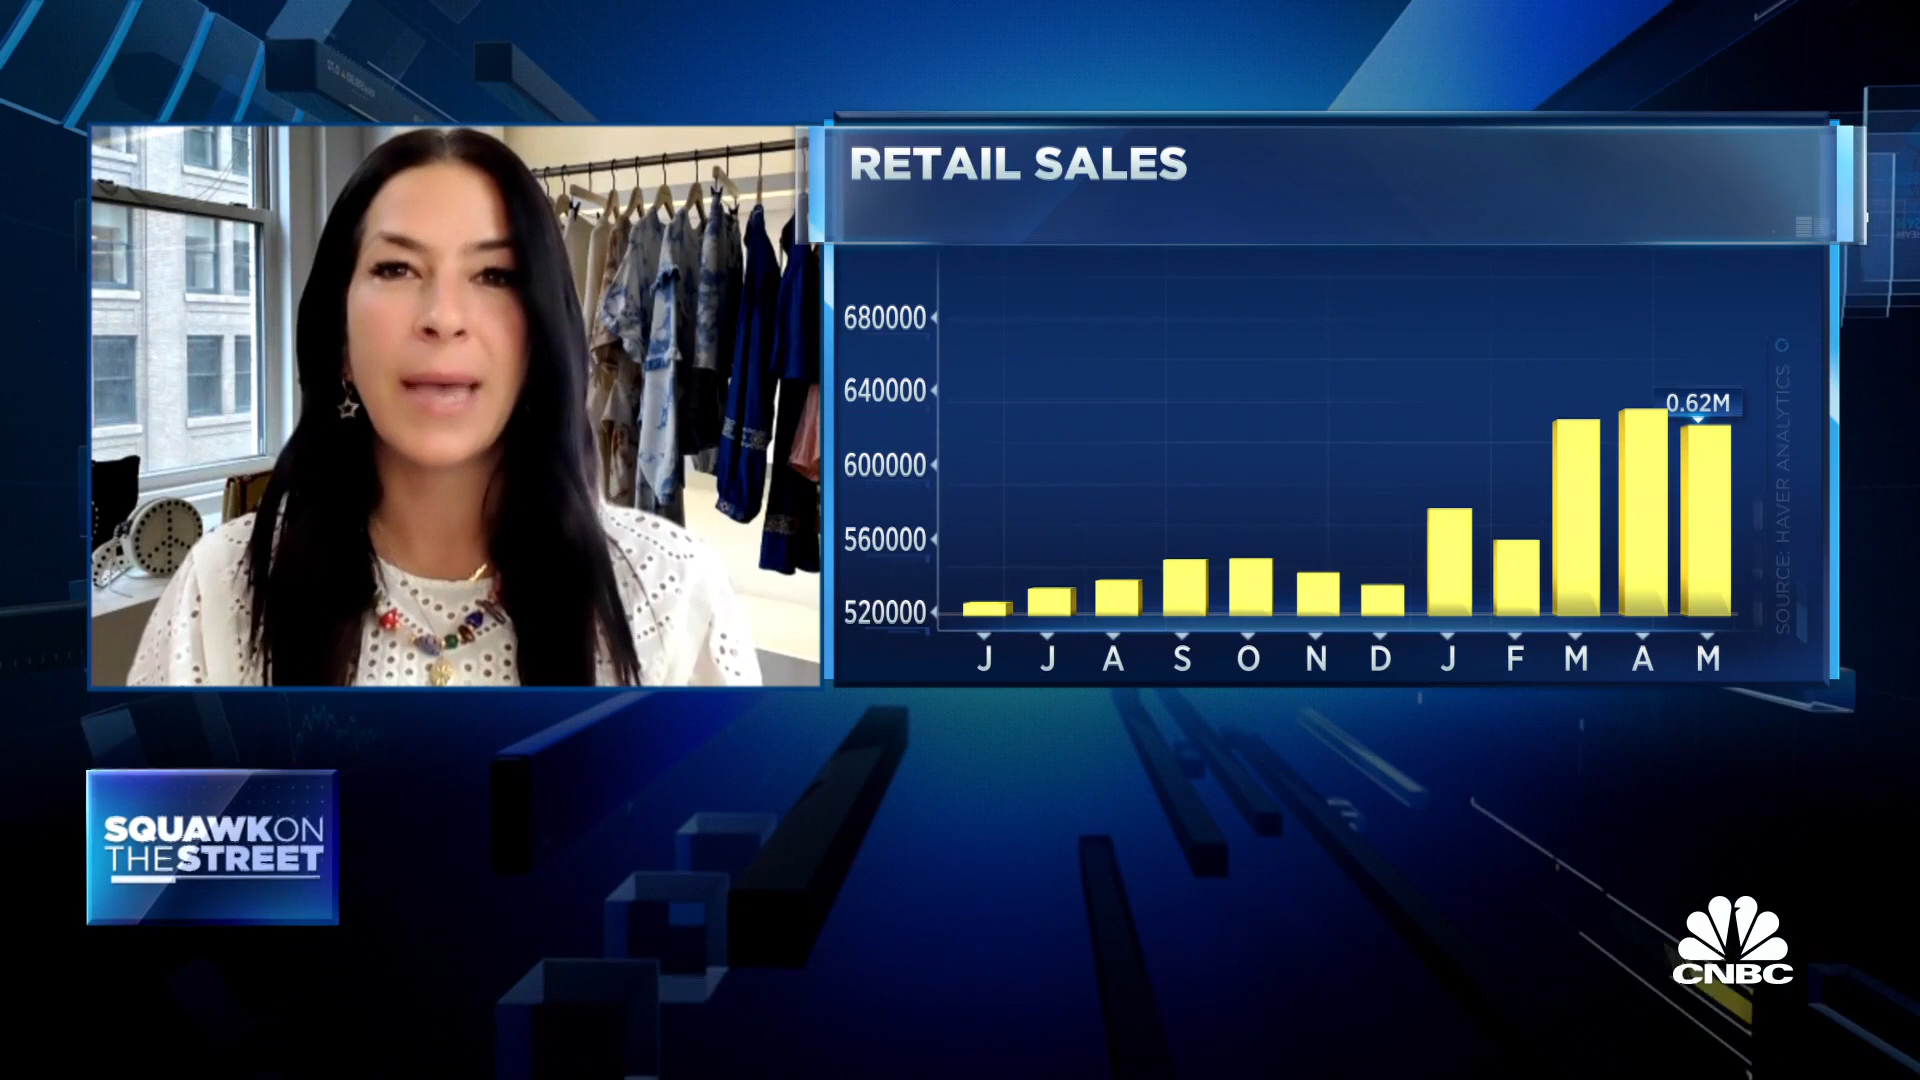 RETAIL SALES
680000
640000
600000
560000
520000
0.62M
J J A S O N D J F M A M
SOURCE: HAVER ANALYTICS
SQUAWK ON
THE STREET
CNBC